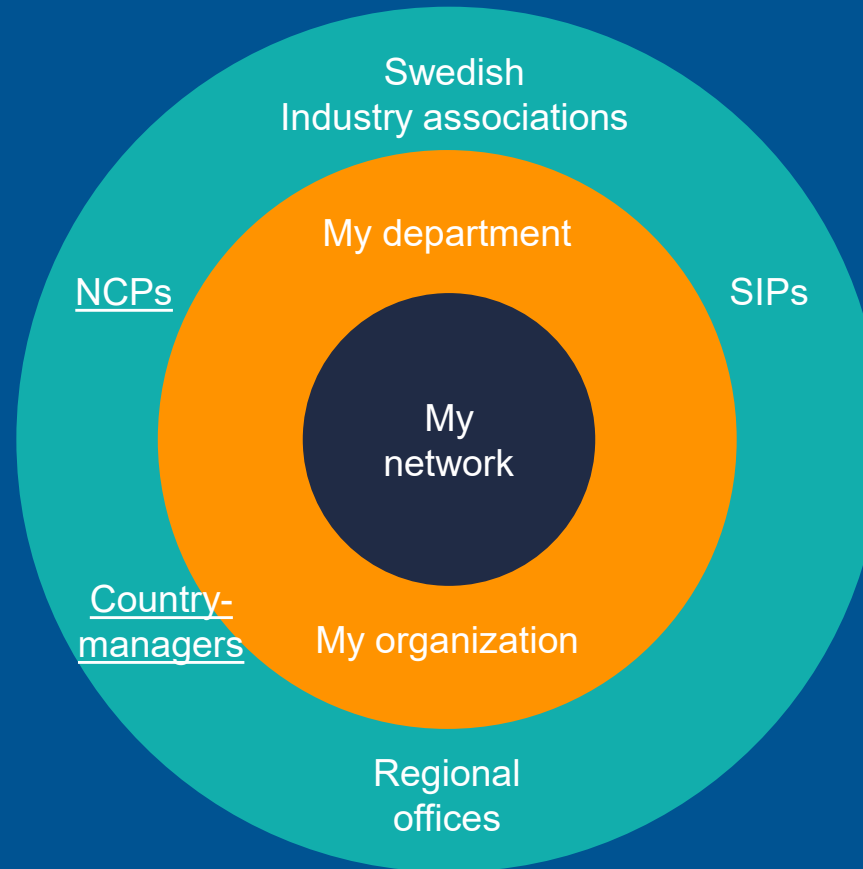 Swedish
Industry associations
My department
NCPs
SIPs
My
network
Country-
managers
My organization
Regional
offices